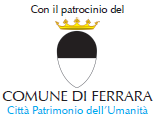 Con il patrocinio del
COMUNE DI FERRARA
Città Patrimonio dell'Umanità